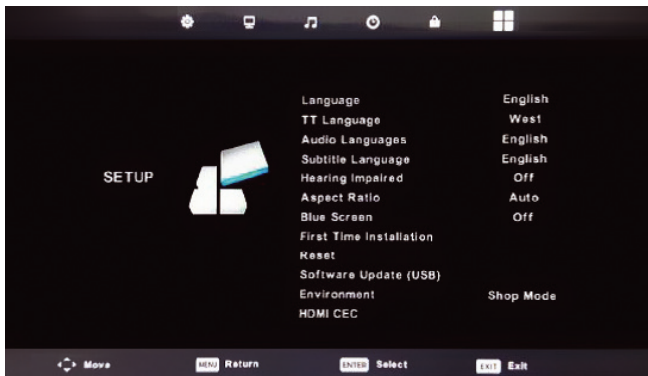 SETUP
Language English
TT Language West
Audio Languages English
Subtitle Language English
Hearing Impaired Off
Aspect Ratio Auto
Blue Screen Off
First Time Installation
Reset
Software Update (USB)
Environment Shop Mode
HDMI CEC
Move MENU Return ENTER Select EXIT Exit